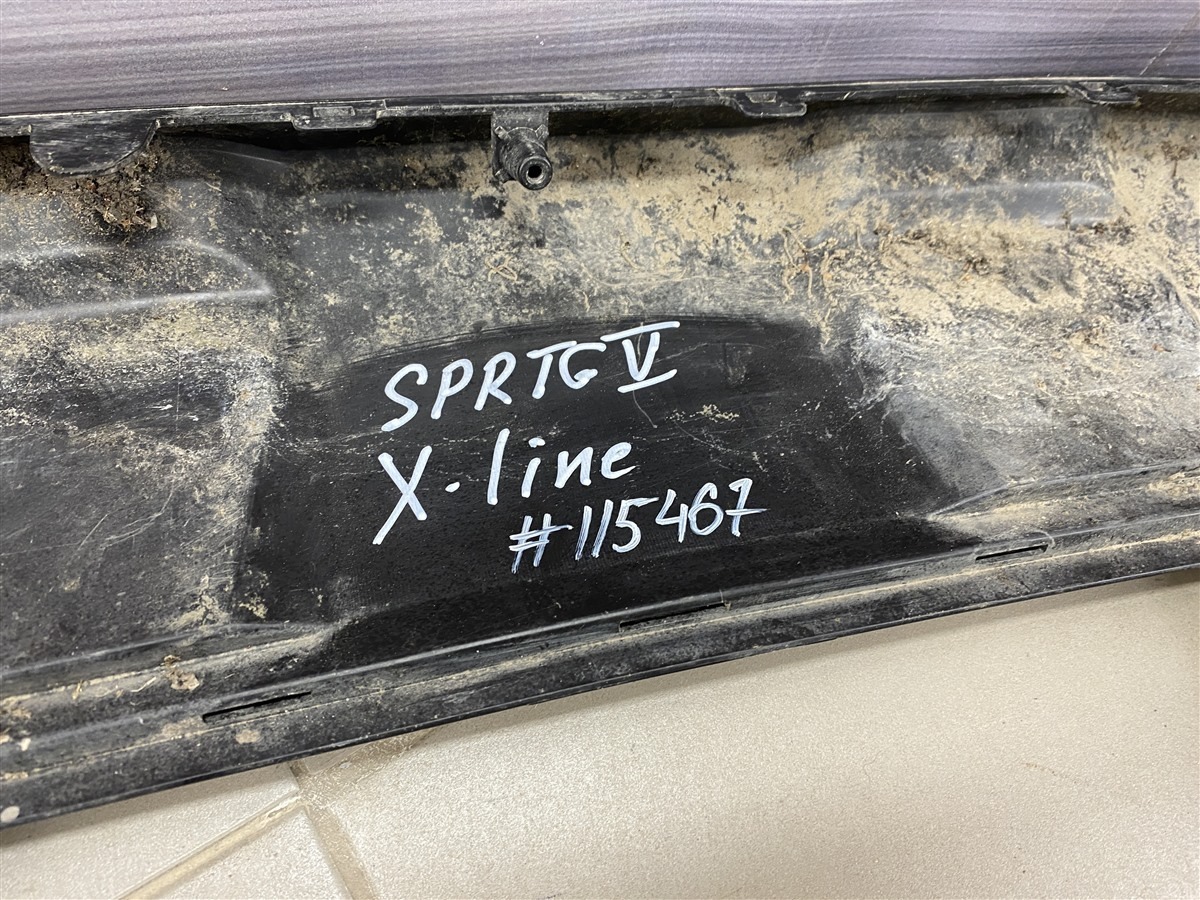 SPRTG V
X-line
#115467